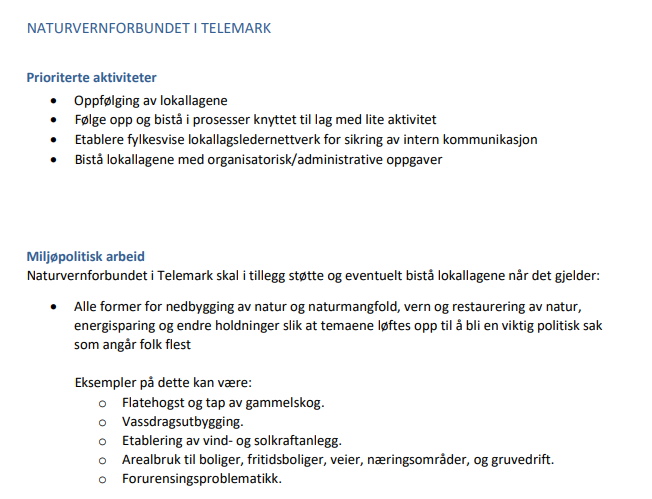 NATURVERNFORBUNDET I TELEMARK
Prioriterte aktiviteter
• Oppfølging av lokallagene
• Følge opp og bistå i prosesser knyttet til lag med lite aktivitet
• Etablere fylkesvise lokallagsledernettverk for sikring av intern kommunikasjon
• Bistå lokallagene med organisatorisk/administrative oppgaver
Miljøpolitisk arbeid
Naturvernforbundet i Telemark skal i tillegg støtte og eventuelt bistå lokallagene når det gjelder:
• Alle former for nedbygging av natur og naturmangfold, vern og restaurering av natur,
energisparing og endre holdninger slik at temaene løftes opp til å bli en viktig politisk sak
som angår folk flest
Eksempler på dette kan være:
o Flatehogst og tap av gammelskog.
o Vassdragsutbygging.
o Etablering av vind- og solkraftanlegg.
o Arealbruk til boliger, fritidsboliger, veier, næringsområder, og gruvedrift.
o Forurensingsproblematikk.